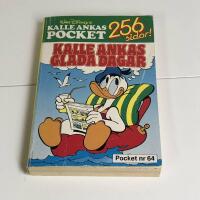 Walt Disney's
KALLE ANKAS
POCKET
256
sidor!
KALLE ANKAS
GLADA DAGAR
Pocket nr 64